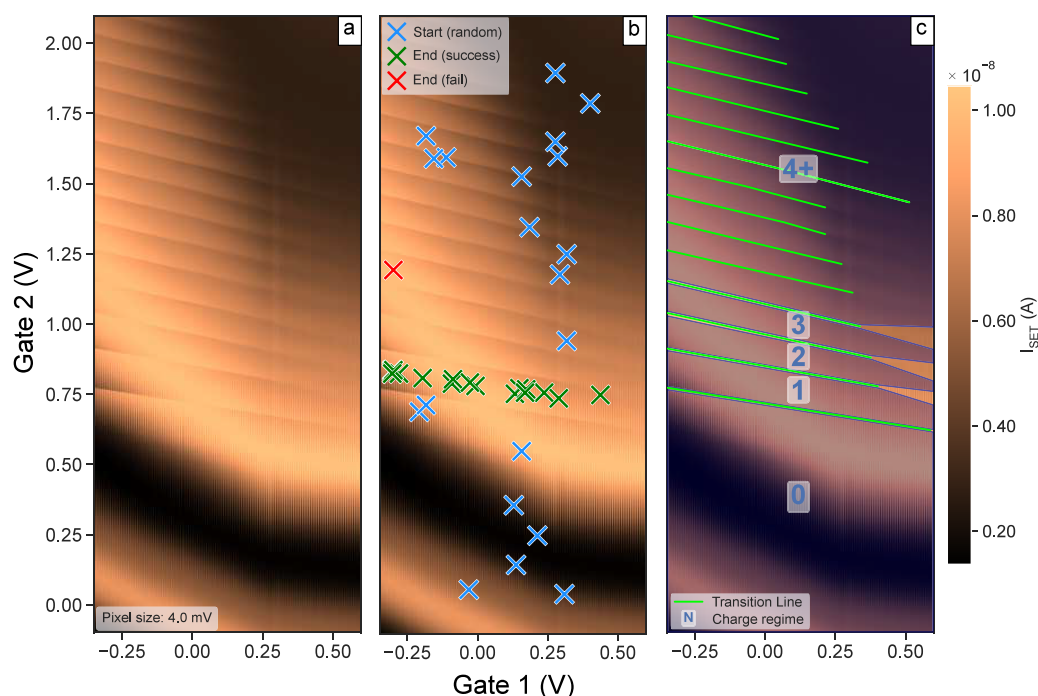 a
b
c
2.00
1.75
1.50
1.25
1.00
0.75
0.50
0.25
0.00
Gate 2 (V)
Pixel size: 4.0 mV
−0.25
0.00
0.25
0.50
Start (random)
End (success)
End (fail)
−0.25
0.00
0.25
0.50
Gate 1 (V)
4+
3
2
1
0
Transition Line
N Charge regime
−0.25
0.00
0.25
0.50
× 10⁻⁸
1.00
0.80
0.60
0.40
0.20
I_SET (A)